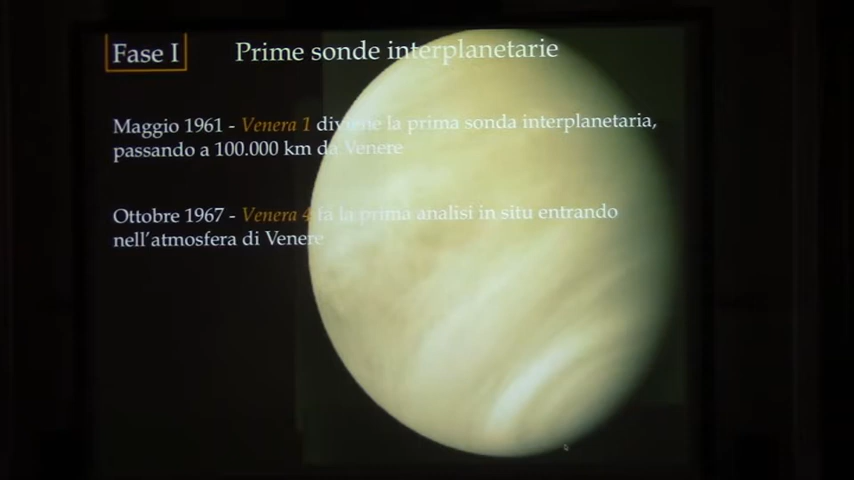 Fase I Prime sonde interplanetarie
Maggio 1961 - Venera 1 diviene la prima sonda interplanetaria,
passando a 100.000 km da Venere
Ottobre 1967 - Venera 4 fa la prima analisi in situ entrando
nell'atmosfera di Venere